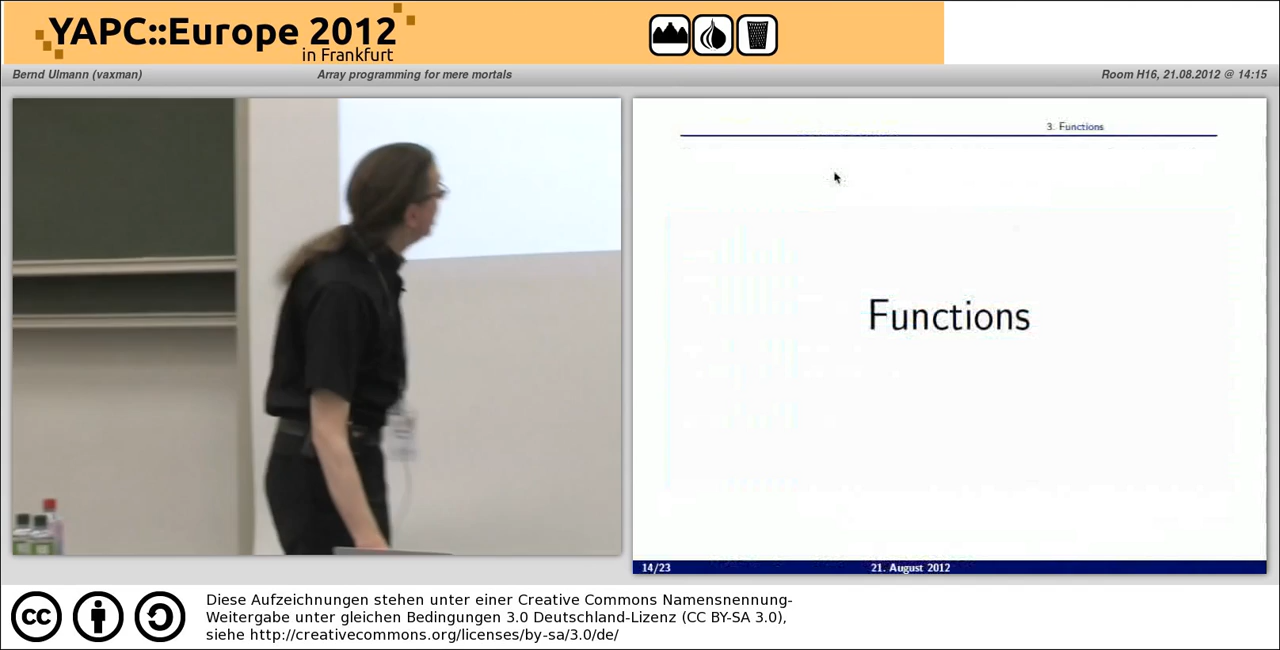 YAPC::Europe 2012
in Frankfurt
Bernd Ulmann (vaxman)
Array programming for mere mortals
Room H16, 21.08.2012 @ 14:15
3. Functions
Functions
14/23
21. August 2012
cc
Diese Aufzeichnungen stehen unter einer Creative Commons Namensnennung-
Weitergabe unter gleichen Bedingungen 3.0 Deutschland-Lizenz (CC BY-SA 3.0),
siehe http://creativecommons.org/licenses/by-sa/3.0/de/